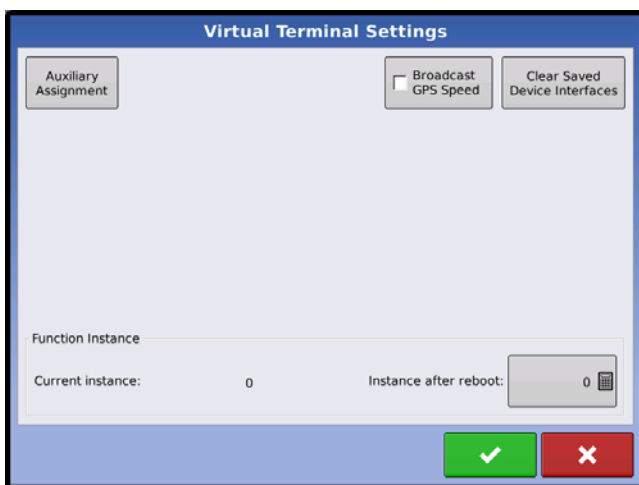 Virtual Terminal Settings
Auxiliary
Assignment
Broadcast
GPS Speed
Clear Saved
Device Interfaces
Function Instance
Current instance: 0 Instance after reboot: 0